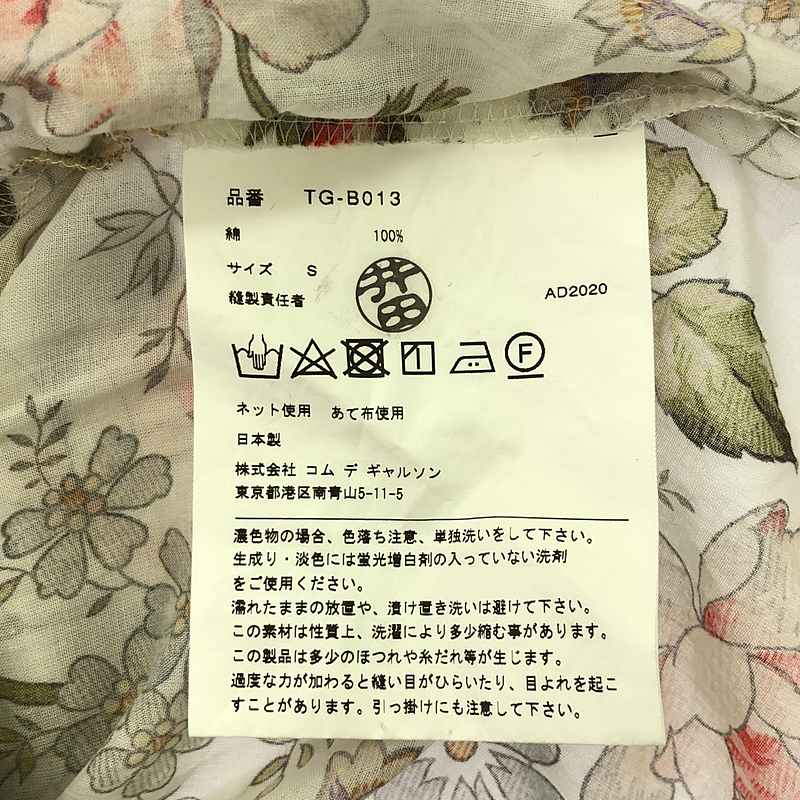 品番 TG-B013
綿 100%
サイズ S
縫製責任者 井田 AD2020
F
ネット使用 あて布使用
日本製
株式会社 コム デ ギャルソン
東京都港区南青山5-11-5
濃色物の場合、色落ち注意、単独洗いをして下さい。
生成り・淡色には蛍光増白剤の入っていない洗剤
をご使用ください。
濡れたままの放置や、漬け置き洗いは避けて下さい。
この素材は性質上、洗濯により多少縮む事があります。
この製品は多少のほつれや糸だれ等が生じます。
過度な力が加わると縫い目がひらいたり、目よれを起こ
すことがあります。引っ掛けにも注意して下さい。